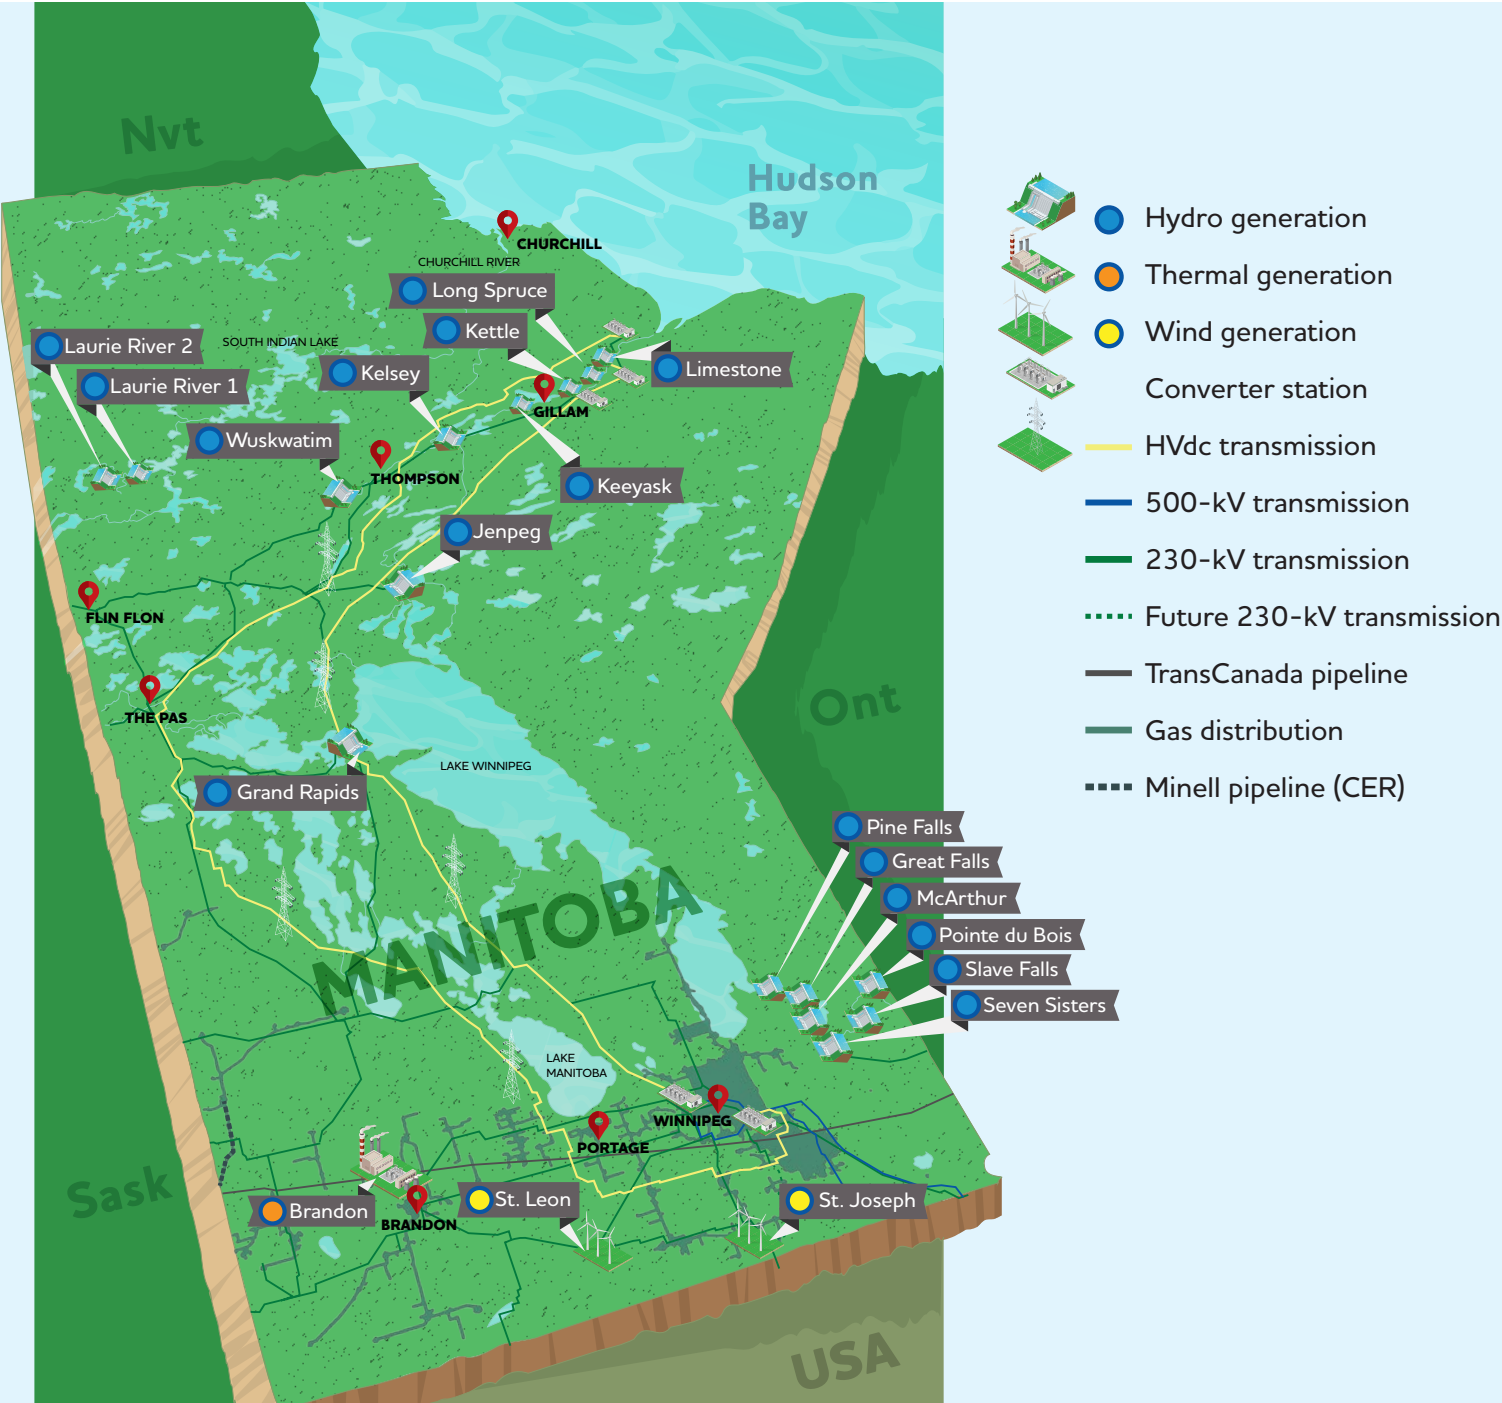 Nvt
Hudson
Bay
CHURCHILL
CHURCHILL RIVER
Long Spruce
Kettle
Laurie River 2
SOUTH INDIAN LAKE
Laurie River 1
Kelsey
Limestone
GILLAM
Wuskwatim
THOMPSON
Keeyask
Jenpeg
FLIN FLON
THE PAS
Ont
LAKE WINNIPEG
Grand Rapids
Pine Falls
Great Falls
McArthur
MANITOBA
Pointe du Bois
Slave Falls
Seven Sisters
LAKE
MANITOBA
WINNIPEG
PORTAGE
Sask
Brandon
BRANDON
St. Leon
St. Joseph
USA
Hydro generation
Thermal generation
Wind generation
Converter station
HVdc transmission
500-kV transmission
230-kV transmission
Future 230-kV transmission
TransCanada pipeline
Gas distribution
Minell pipeline (CER)